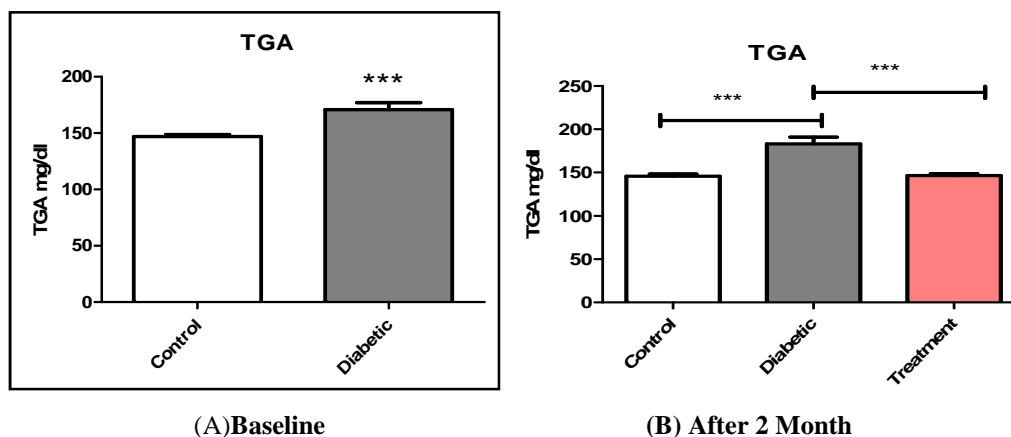 TGA
***
200
150
100
50
0
TGA mg/dl
Control
Diabetic
(A)Baseline
TGA
***
***
250
200
150
100
50
0
TGA mg/dl
Control
Diabetic
Treatment
(B) After 2 Month